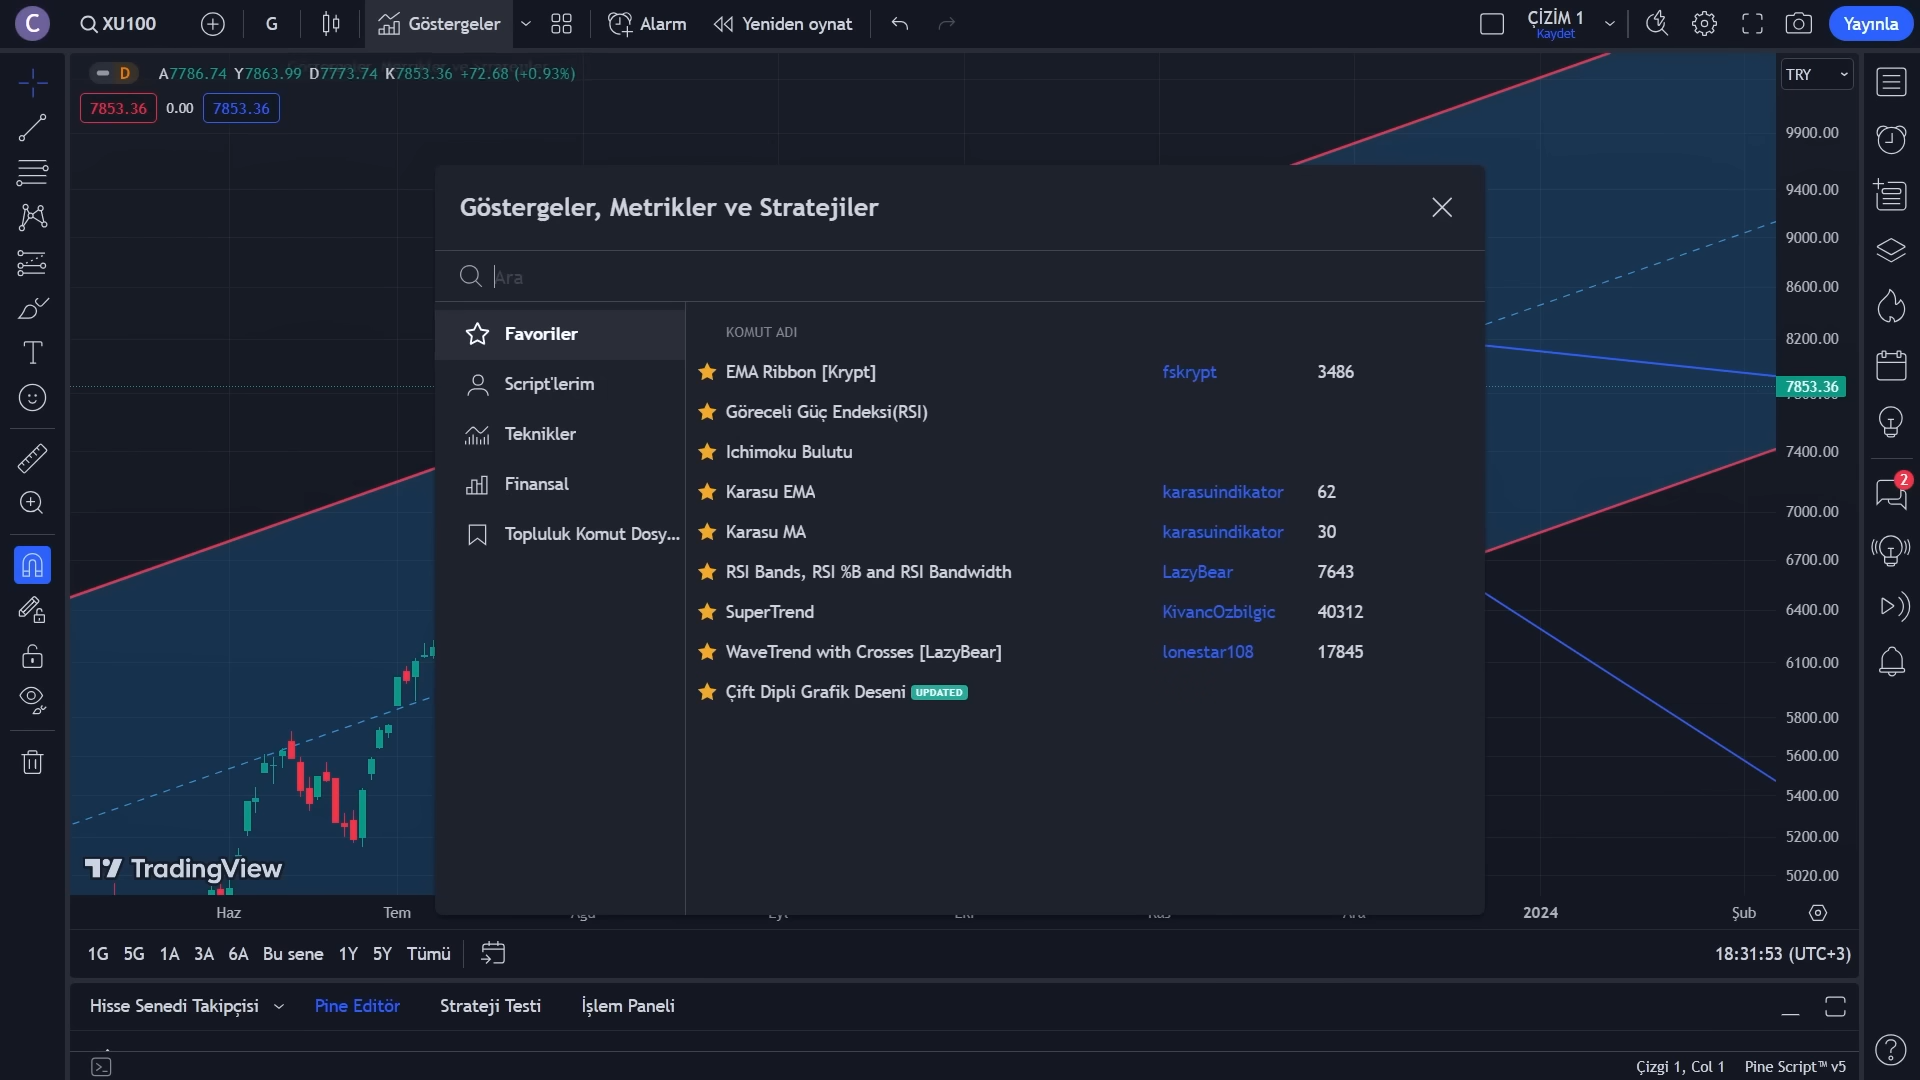 C XU100 G Göstergeler Alarm Yeniden oynat ÇİZİM 1 Kaydet Yayınla
D A7786.74 Y7863.99 D7773.74 K7853.36 +72.68 (+0.93%)
TRY
7853.36 0.00 7853.36
9900.00
9400.00
9000.00
8600.00
8200.00
7853.36
7400.00
7000.00
6700.00
6400.00
6100.00
5800.00
5600.00
5400.00
5200.00
5020.00
Göstergeler, Metrikler ve Stratejiler
Ara
Favoriler
Script'lerim
Teknikler
Finansal
Topluluk Komut Dosy...
KOMUT ADI
EMA Ribbon [Krypt] fskrypt 3486
Göreceli Güç Endeksi(RSI)
Ichimoku Bulutu
Karasu EMA karasuindikator 62
Karasu MA karasuindikator 30
RSI Bands, RSI %B and RSI Bandwidth LazyBear 7643
SuperTrend KivancOzbilgic 40312
WaveTrend with Crosses [LazyBear] lonestar108 17845
Çift Dipli Grafik Deseni UPDATED
2
TradingView
Haz Tem 2024 Şub
1G 5G 1A 3A 6A Bu sene 1Y 5Y Tümü 18:31:53 (UTC+3)
Hisse Senedi Takipçisi Pine Editör Strateji Testi İşlem Paneli
Çizgi 1, Col 1 Pine Script™ v5